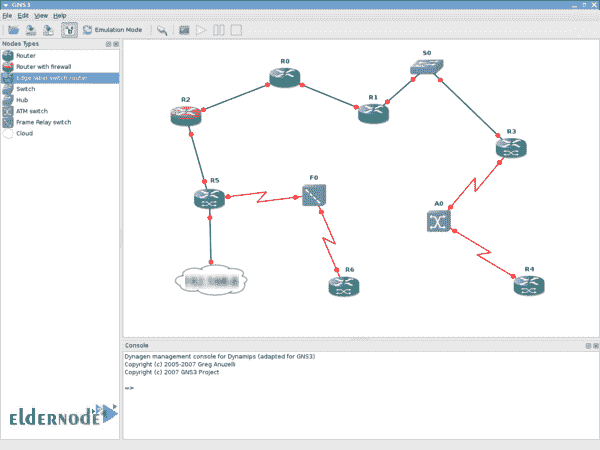 GNS3
File Edit View Help
Emulation Mode
Nodes Types
Router
Router with firewall
Edge label switch router
Switch
Hub
ATM switch
Frame Relay switch
Cloud
S0
R0
R1
R2
R3
R5
F0
A0
R6
R4
Console
Dynagen management console for Dynamips (adapted for GNS3)
Copyright (c) 2005-2007 Greg Anuzelli
Copyright (c) 2007 GNS3 Project
=>
ELDERNODE